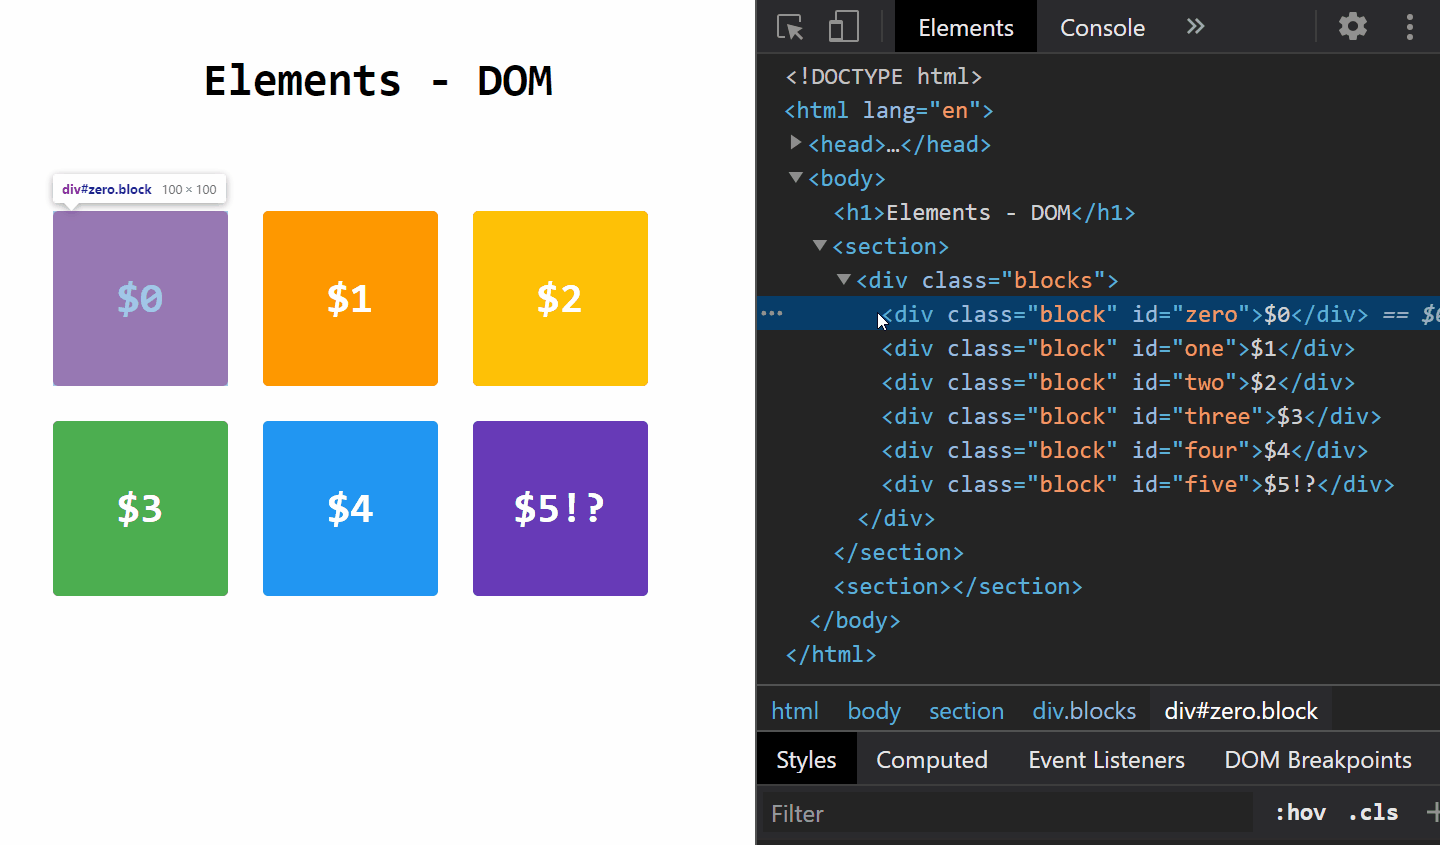 Elements - DOM
div#zero.block 100 × 100
$0
$1
$2
$3
$4
$5!?
Elements
Console
<!DOCTYPE html>
<html lang="en">
<head>…</head>
<body>
<h1>Elements - DOM</h1>
<section>
<div class="blocks">
<div class="block" id="zero">$0</div> == $0
<div class="block" id="one">$1</div>
<div class="block" id="two">$2</div>
<div class="block" id="three">$3</div>
<div class="block" id="four">$4</div>
<div class="block" id="five">$5!?</div>
</div>
</section>
<section></section>
</body>
</html>
html body section div.blocks div#zero.block
Styles Computed Event Listeners DOM Breakpoints
Filter :hov .cls +